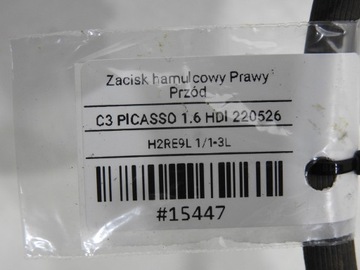 Zacisk hamulcowy Prawy
Przód
C3 PICASSO 1.6 HDI 220526
H2RE9L 1/1-3L
#15447